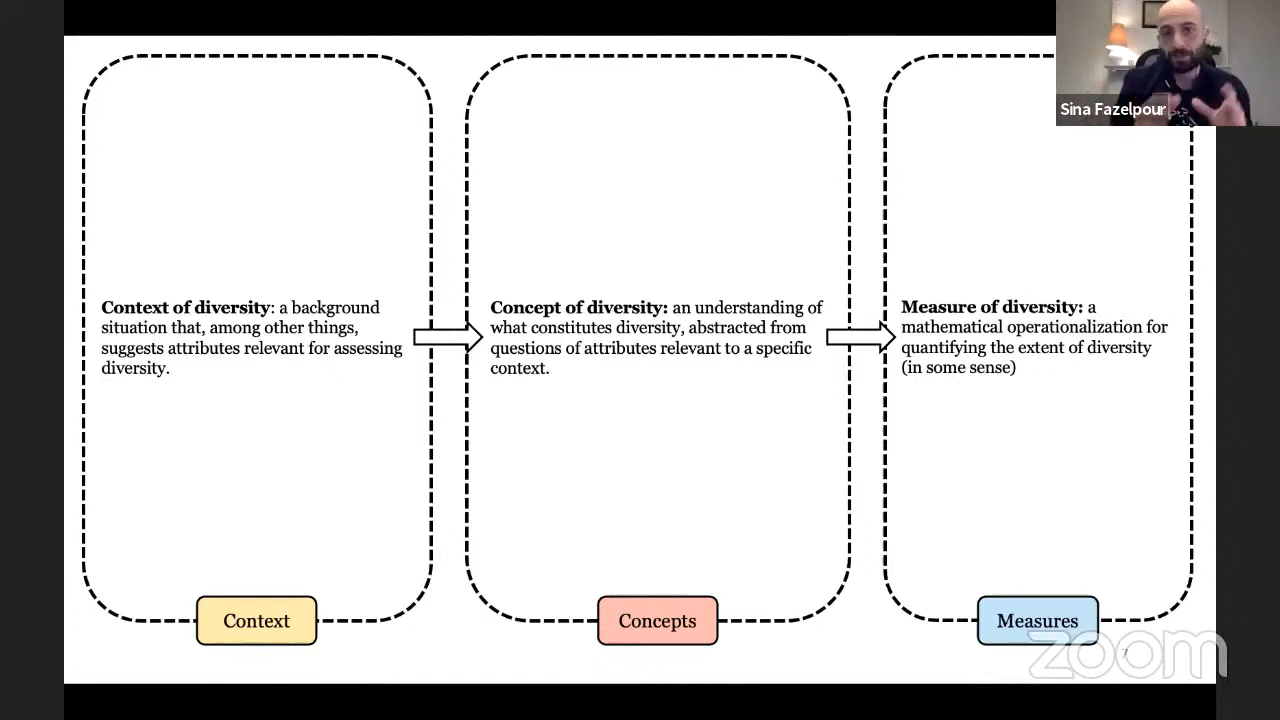 Sina Fazelpour
Context of diversity: a background
situation that, among other things,
suggests attributes relevant for assessing
diversity.
Concept of diversity: an understanding of
what constitutes diversity, abstracted from
questions of attributes relevant to a specific
context.
Measure of diversity: a
mathematical operationalization for
quantifying the extent of diversity
(in some sense)
Context
Concepts
Measures
zoom
7